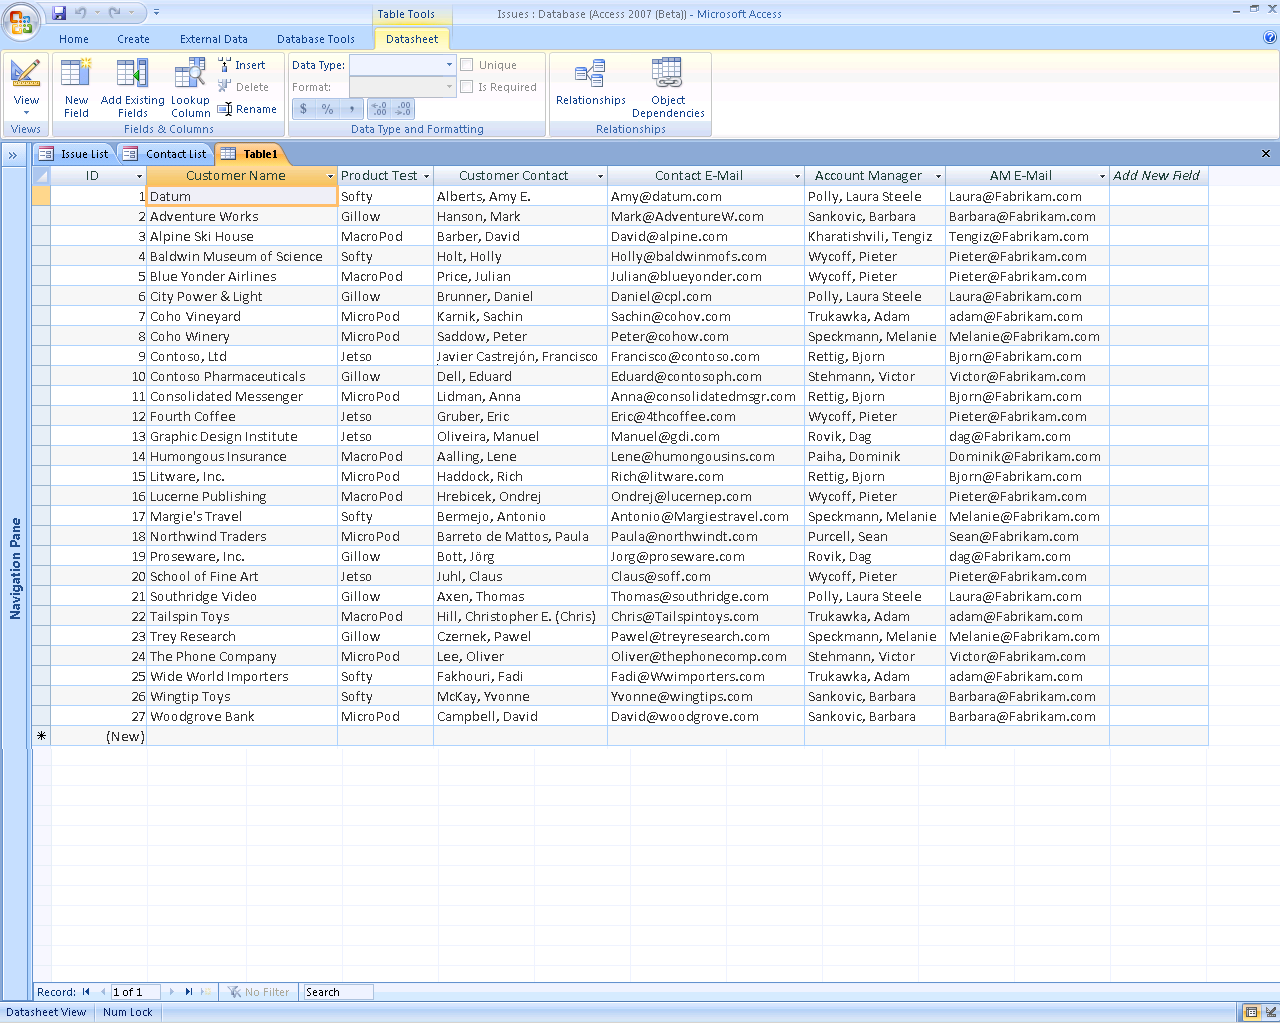 Table Tools
Issues : Database (Access 2007 (Beta)) - Microsoft Access
Home Create External Data Database Tools Datasheet
View
Views
New Field
Add Existing Fields
Lookup Column
Insert
Delete
Rename
Fields & Columns
Data Type:
Format:
$ % ,
Unique
Is Required
Data Type and Formatting
Relationships
Object Dependencies
Relationships
Issue List Contact List Table1
Navigation Pane
ID Customer Name Product Test Customer Contact Contact E-Mail Account Manager AM E-Mail Add New Field
1 Datum Softy Alberts, Amy E. Amy@datum.com Polly, Laura Steele Laura@Fabrikam.com
2 Adventure Works Gillow Hanson, Mark Mark@AdventureW.com Sankovic, Barbara Barbara@Fabrikam.com
3 Alpine Ski House MacroPod Barber, David David@alpine.com Kharatishvili, Tengiz Tengiz@Fabrikam.com
4 Baldwin Museum of Science Softy Holt, Holly Holly@baldwinmofs.com Wycoff, Pieter Pieter@Fabrikam.com
5 Blue Yonder Airlines MacroPod Price, Julian Julian@blueyonder.com Wycoff, Pieter Pieter@Fabrikam.com
6 City Power & Light Gillow Brunner, Daniel Daniel@cpl.com Polly, Laura Steele Laura@Fabrikam.com
7 Coho Vineyard MicroPod Karnik, Sachin Sachin@cohov.com Trukawka, Adam adam@Fabrikam.com
8 Coho Winery MicroPod Saddow, Peter Peter@cohow.com Speckmann, Melanie Melanie@Fabrikam.com
9 Contoso, Ltd Jetso Javier Castrejón, Francisco Francisco@contoso.com Rettig, Bjorn Bjorn@Fabrikam.com
10 Contoso Pharmaceuticals Gillow Dell, Eduard Eduard@contosoph.com Stehmann, Victor Victor@Fabrikam.com
11 Consolidated Messenger MicroPod Lidman, Anna Anna@consolidatedmsgr.com Rettig, Bjorn Bjorn@Fabrikam.com
12 Fourth Coffee Jetso Gruber, Eric Eric@4thcoffee.com Wycoff, Pieter Pieter@Fabrikam.com
13 Graphic Design Institute Jetso Oliveira, Manuel Manuel@gdi.com Rovik, Dag dag@Fabrikam.com
14 Humongous Insurance MacroPod Aalling, Lene Lene@humongousins.com Paiha, Dominik Dominik@Fabrikam.com
15 Litware, Inc. MicroPod Haddock, Rich Rich@litware.com Rettig, Bjorn Bjorn@Fabrikam.com
16 Lucerne Publishing MacroPod Hrebicek, Ondrej Ondrej@lucernep.com Wycoff, Pieter Pieter@Fabrikam.com
17 Margie's Travel Softy Bermejo, Antonio Antonio@Margiestravel.com Speckmann, Melanie Melanie@Fabrikam.com
18 Northwind Traders MicroPod Barreto de Mattos, Paula Paula@northwindt.com Purcell, Sean Sean@Fabrikam.com
19 Proseware, Inc. Gillow Bott, Jörg Jorg@proseware.com Rovik, Dag dag@Fabrikam.com
20 School of Fine Art Jetso Juhl, Claus Claus@soff.com Wycoff, Pieter Pieter@Fabrikam.com
21 Southridge Video Gillow Axen, Thomas Thomas@southridge.com Polly, Laura Steele Laura@Fabrikam.com
22 Tailspin Toys MacroPod Hill, Christopher E. (Chris) Chris@Tailspintoys.com Trukawka, Adam adam@Fabrikam.com
23 Trey Research Gillow Czernek, Pawel Pawel@treyresearch.com Speckmann, Melanie Melanie@Fabrikam.com
24 The Phone Company MicroPod Lee, Oliver Oliver@thephonecomp.com Stehmann, Victor Victor@Fabrikam.com
25 Wide World Importers Softy Fakhouri, Fadi Fadi@Wwimporters.com Trukawka, Adam adam@Fabrikam.com
26 Wingtip Toys Softy McKay, Yvonne Yvonne@wingtips.com Sankovic, Barbara Barbara@Fabrikam.com
27 Woodgrove Bank MicroPod Campbell, David David@woodgrove.com Sankovic, Barbara Barbara@Fabrikam.com
(New)
Record: 1 of 1 No Filter Search
Datasheet View Num Lock